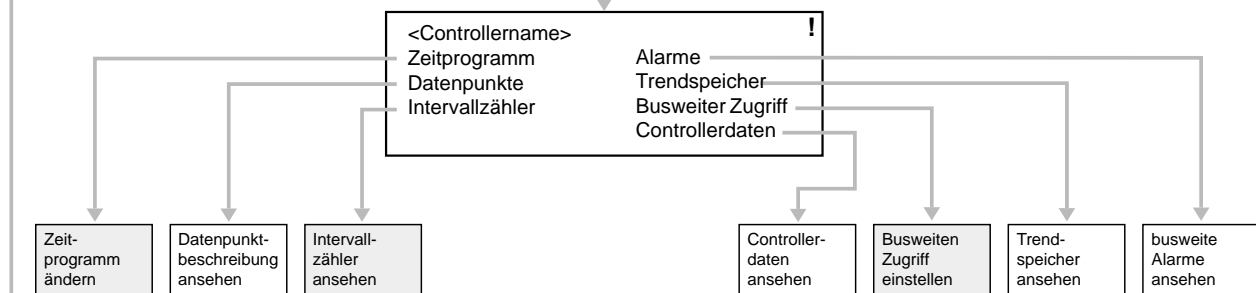 <Controllername>
!
Zeitprogramm
Alarme
Datenpunkte
Trendspeicher
Intervallzähler
Busweiter Zugriff
Controllerdaten
Zeit-
programm
ändern
Datenpunkt-
beschreibung
ansehen
Intervall-
zähler
ansehen
Controller-
daten
ansehen
Busweiten
Zugriff
einstellen
Trend-
speicher
ansehen
busweite
Alarme
ansehen